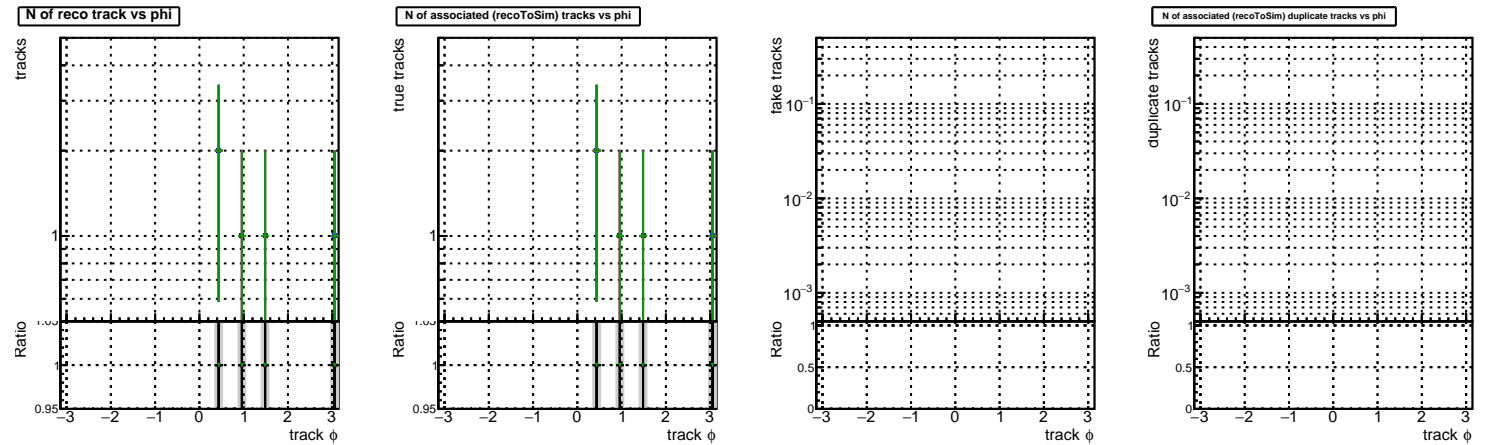 N of reco track vs phi
tracks
1
Ratio
1
0.95
−3 −2 −1 0 1 2 3
track ϕ
N of associated (recoToSim) tracks vs phi
true tracks
1
Ratio
1
0.95
−3 −2 −1 0 1 2 3
track ϕ
fake tracks
10⁻¹
10⁻²
10⁻³
Ratio
1
0.5
0
−3 −2 −1 0 1 2 3
track ϕ
N of associated (recoToSim) duplicate tracks vs phi
duplicate tracks
10⁻¹
10⁻²
10⁻³
Ratio
1
0.5
0
−3 −2 −1 0 1 2 3
track ϕ